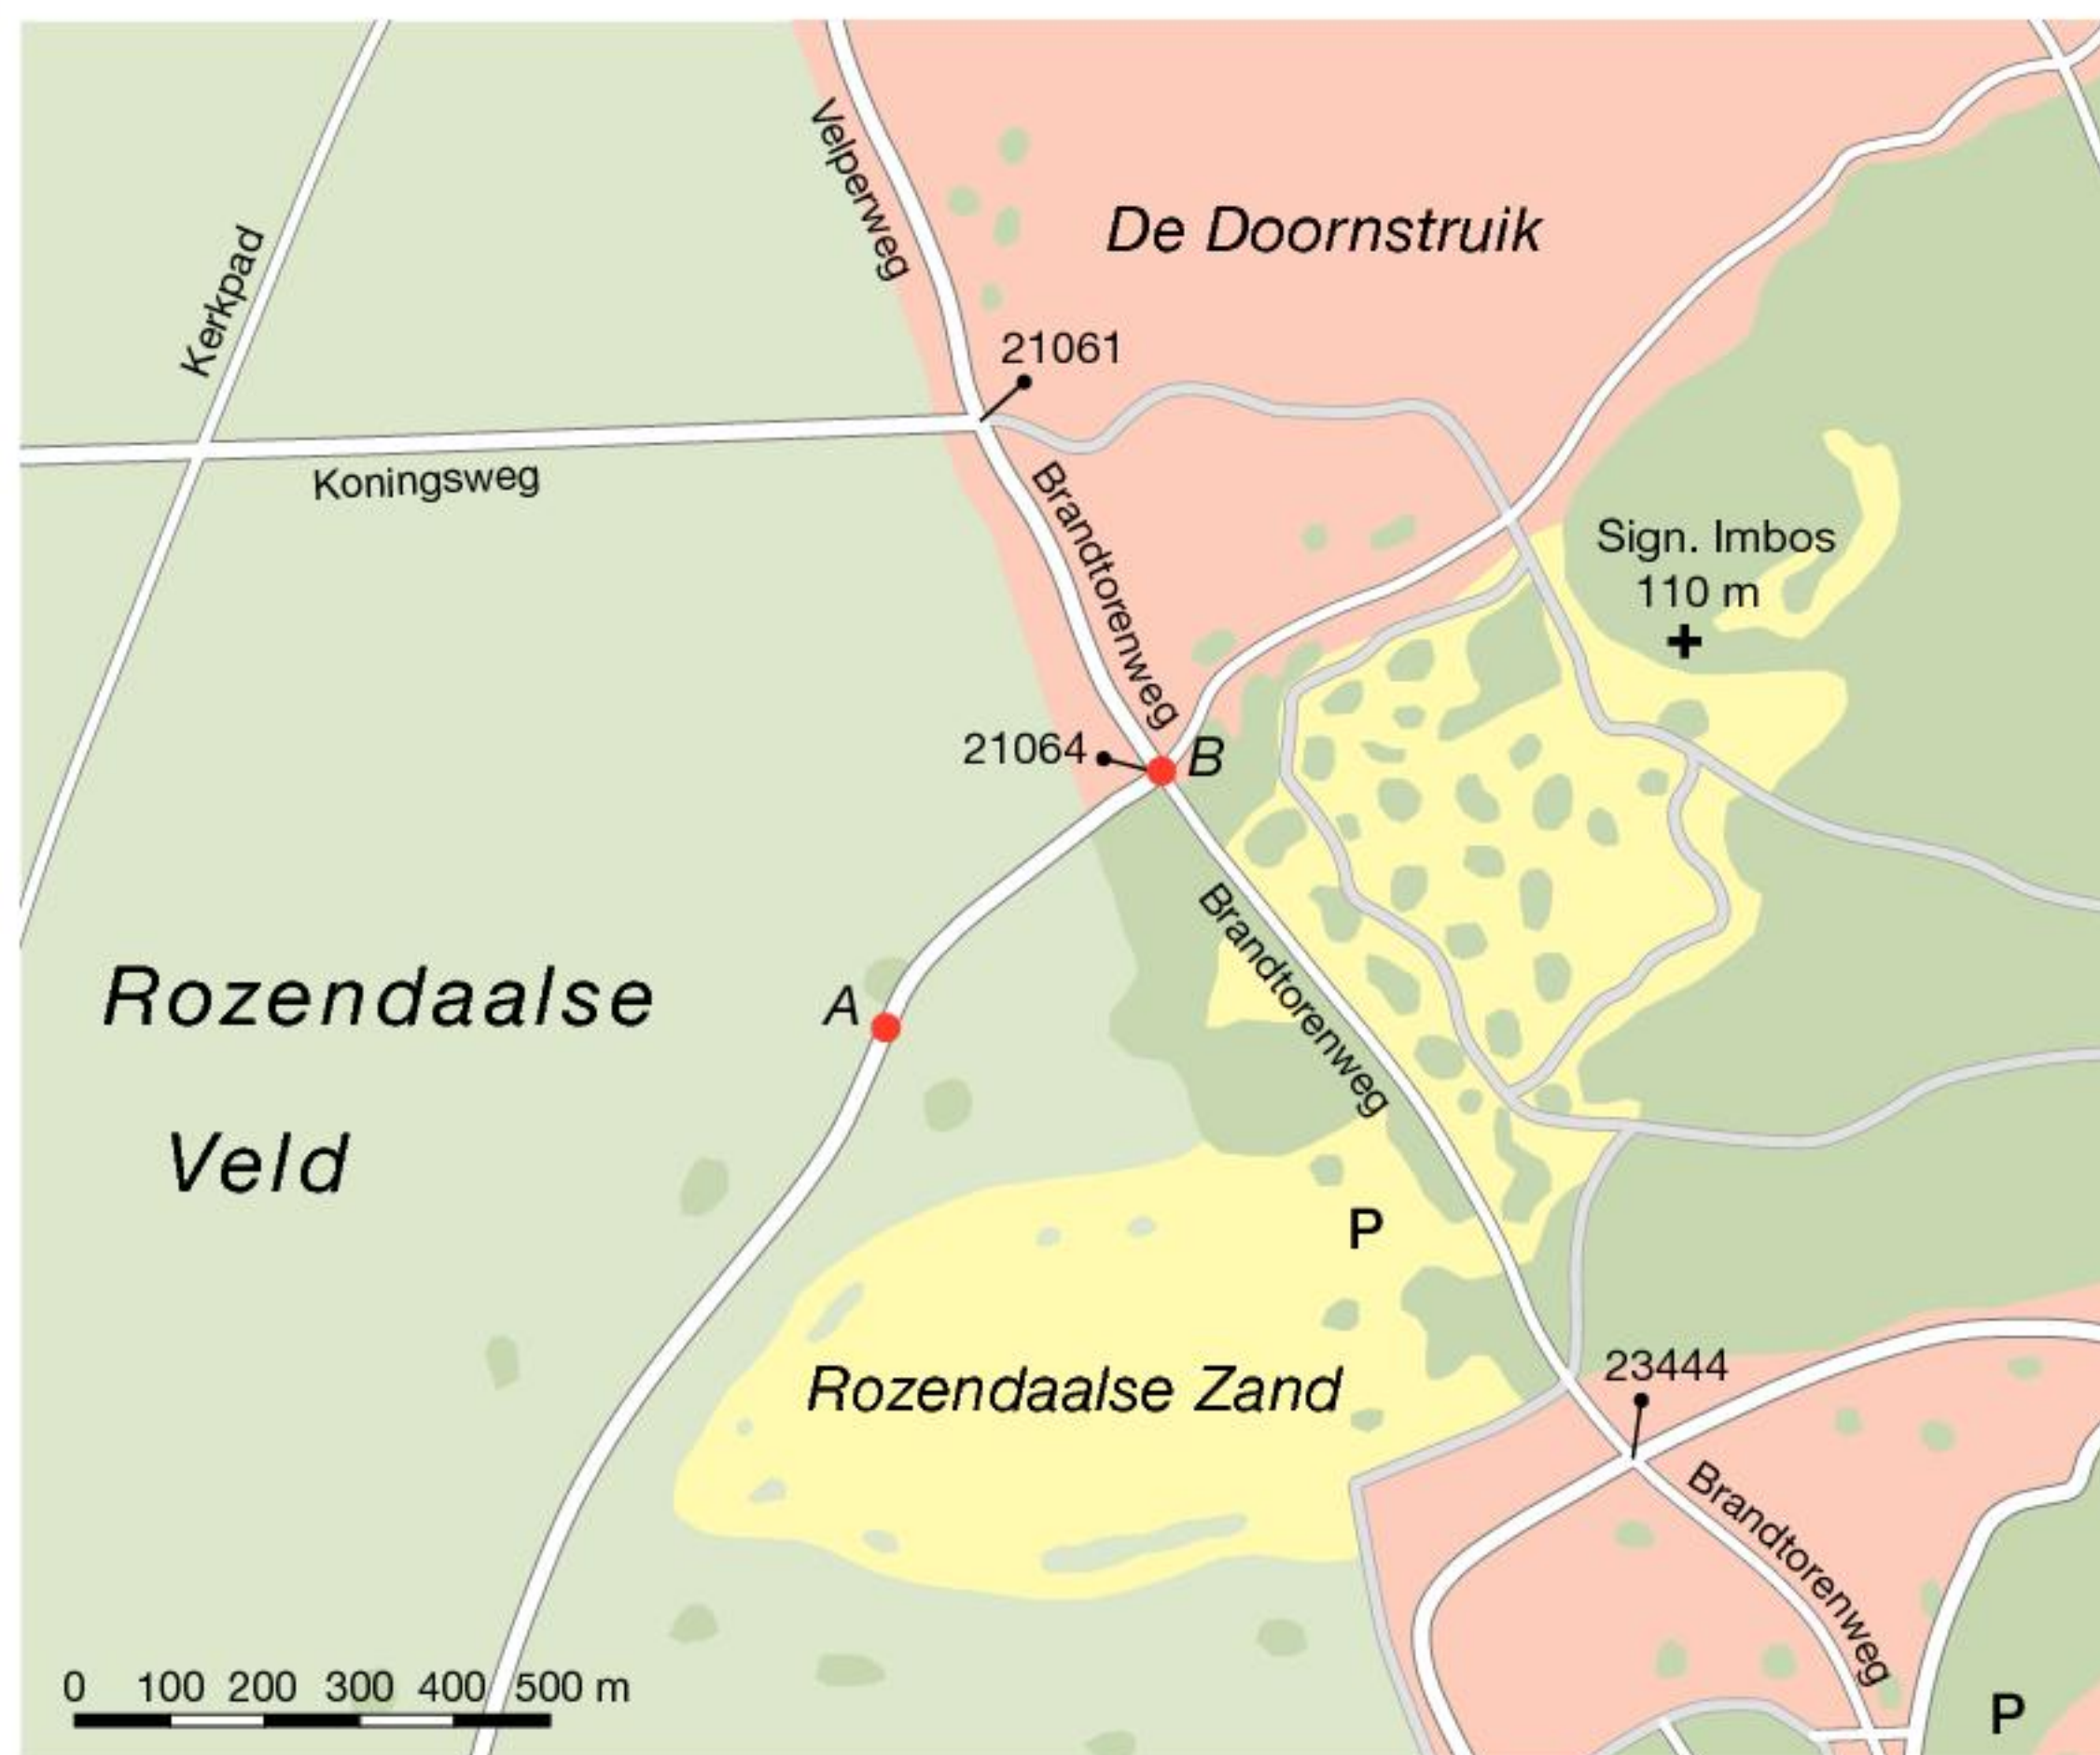 Velperweg
De Doornstruik
Kerkpad
21061
Koningsweg
Brandtorenweg
Sign. Imbos
110 m
21064
B
Brandtorenweg
Rozendaalse
A
Veld
P
23444
Rozendaalse Zand
Brandtorenweg
0 100 200 300 400 500 m
P